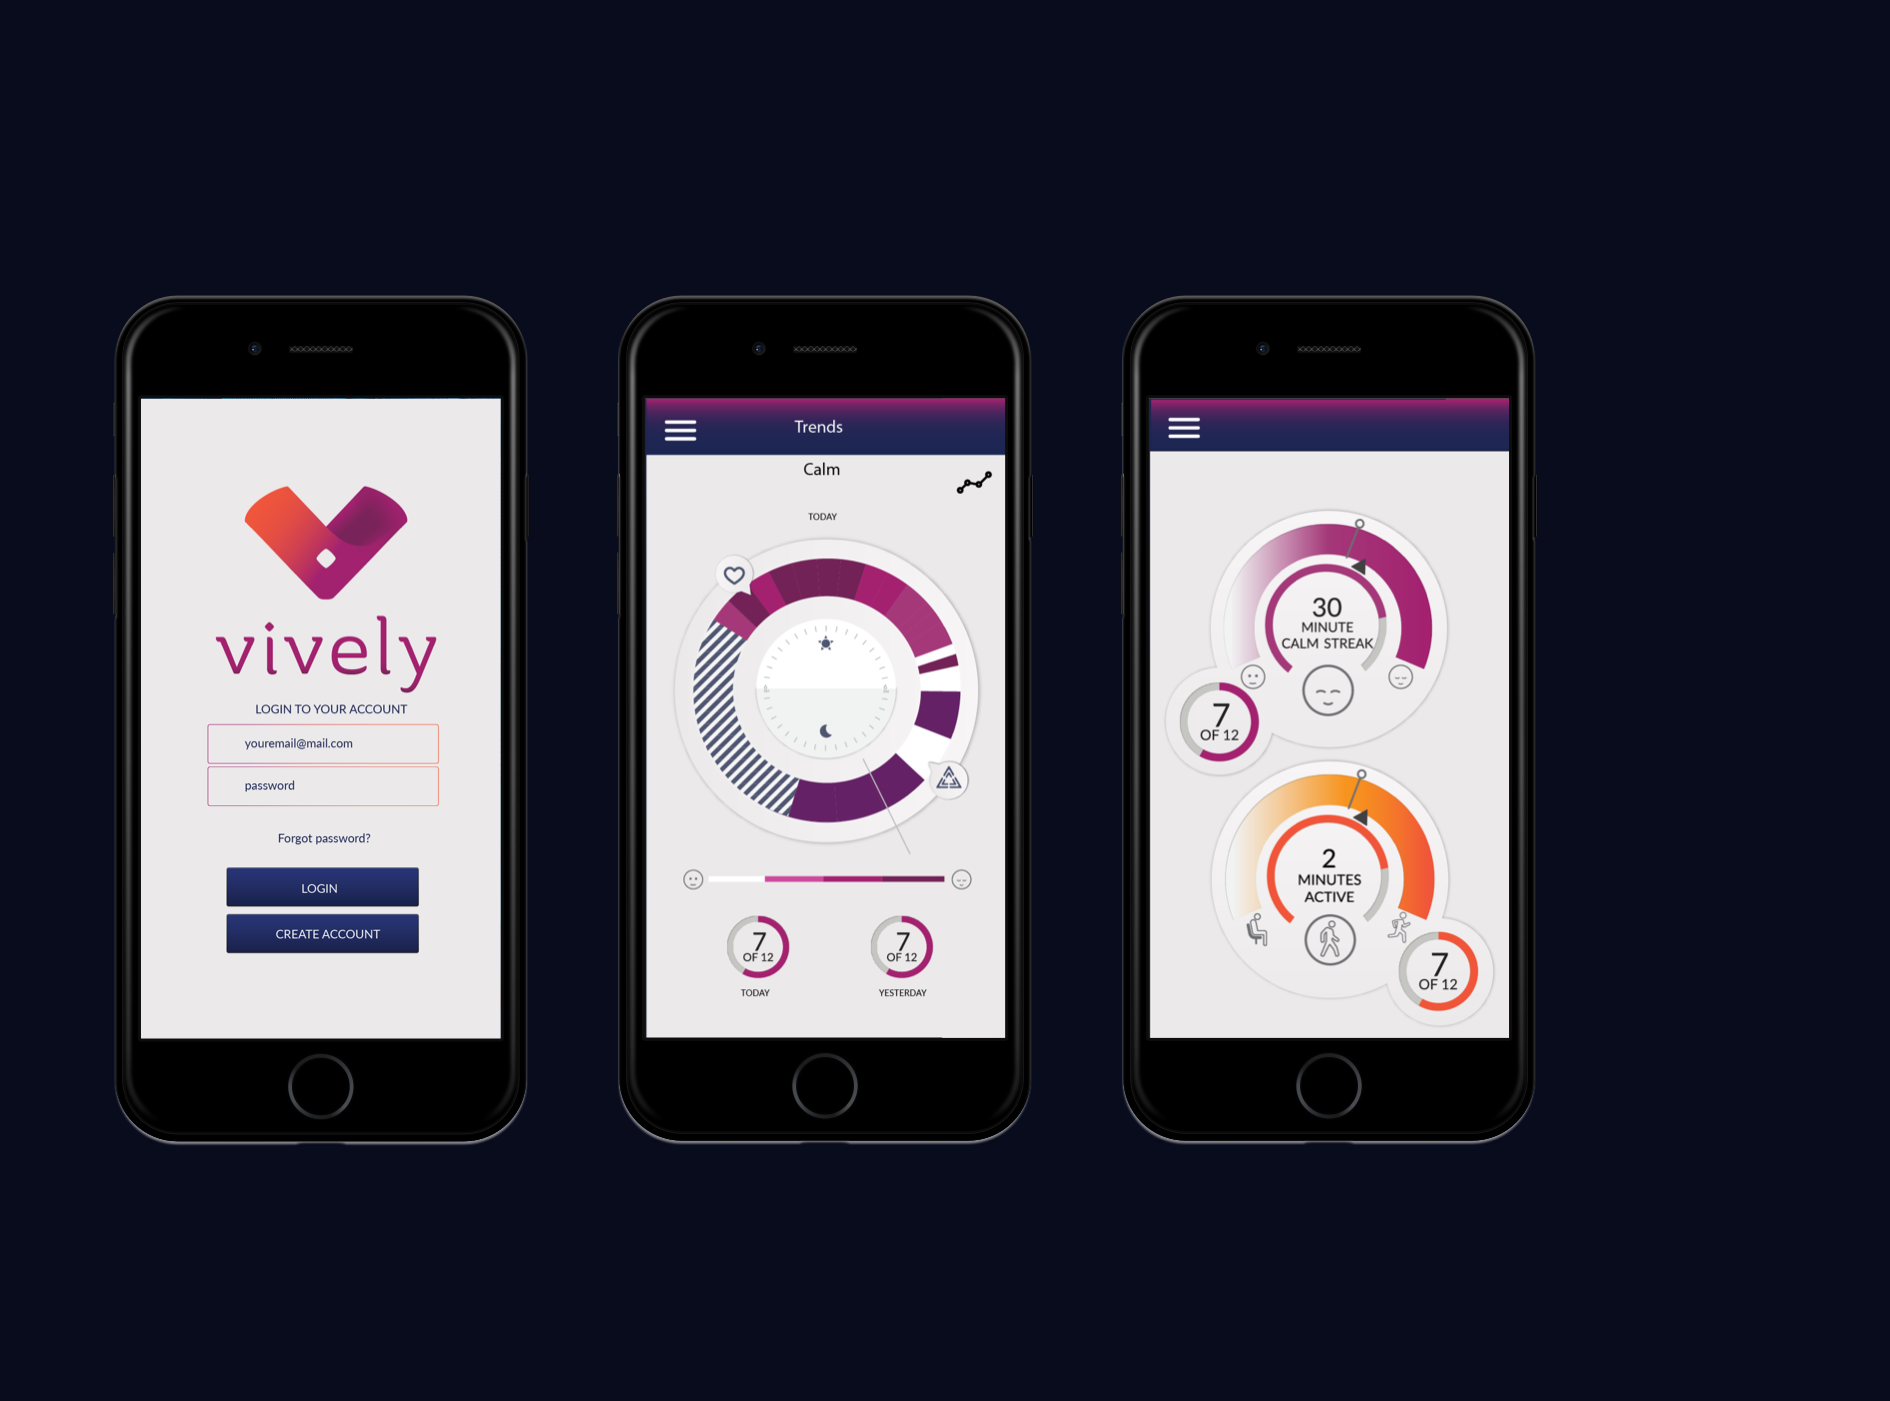 vively
LOGIN TO YOUR ACCOUNT
youremail@mail.com
password
Forgot password?
LOGIN
CREATE ACCOUNT
Trends
Calm
TODAY
7
OF 12
TODAY
7
OF 12
YESTERDAY
30
MINUTE
CALM STREAK
7
OF 12
2
MINUTES
ACTIVE
7
OF 12